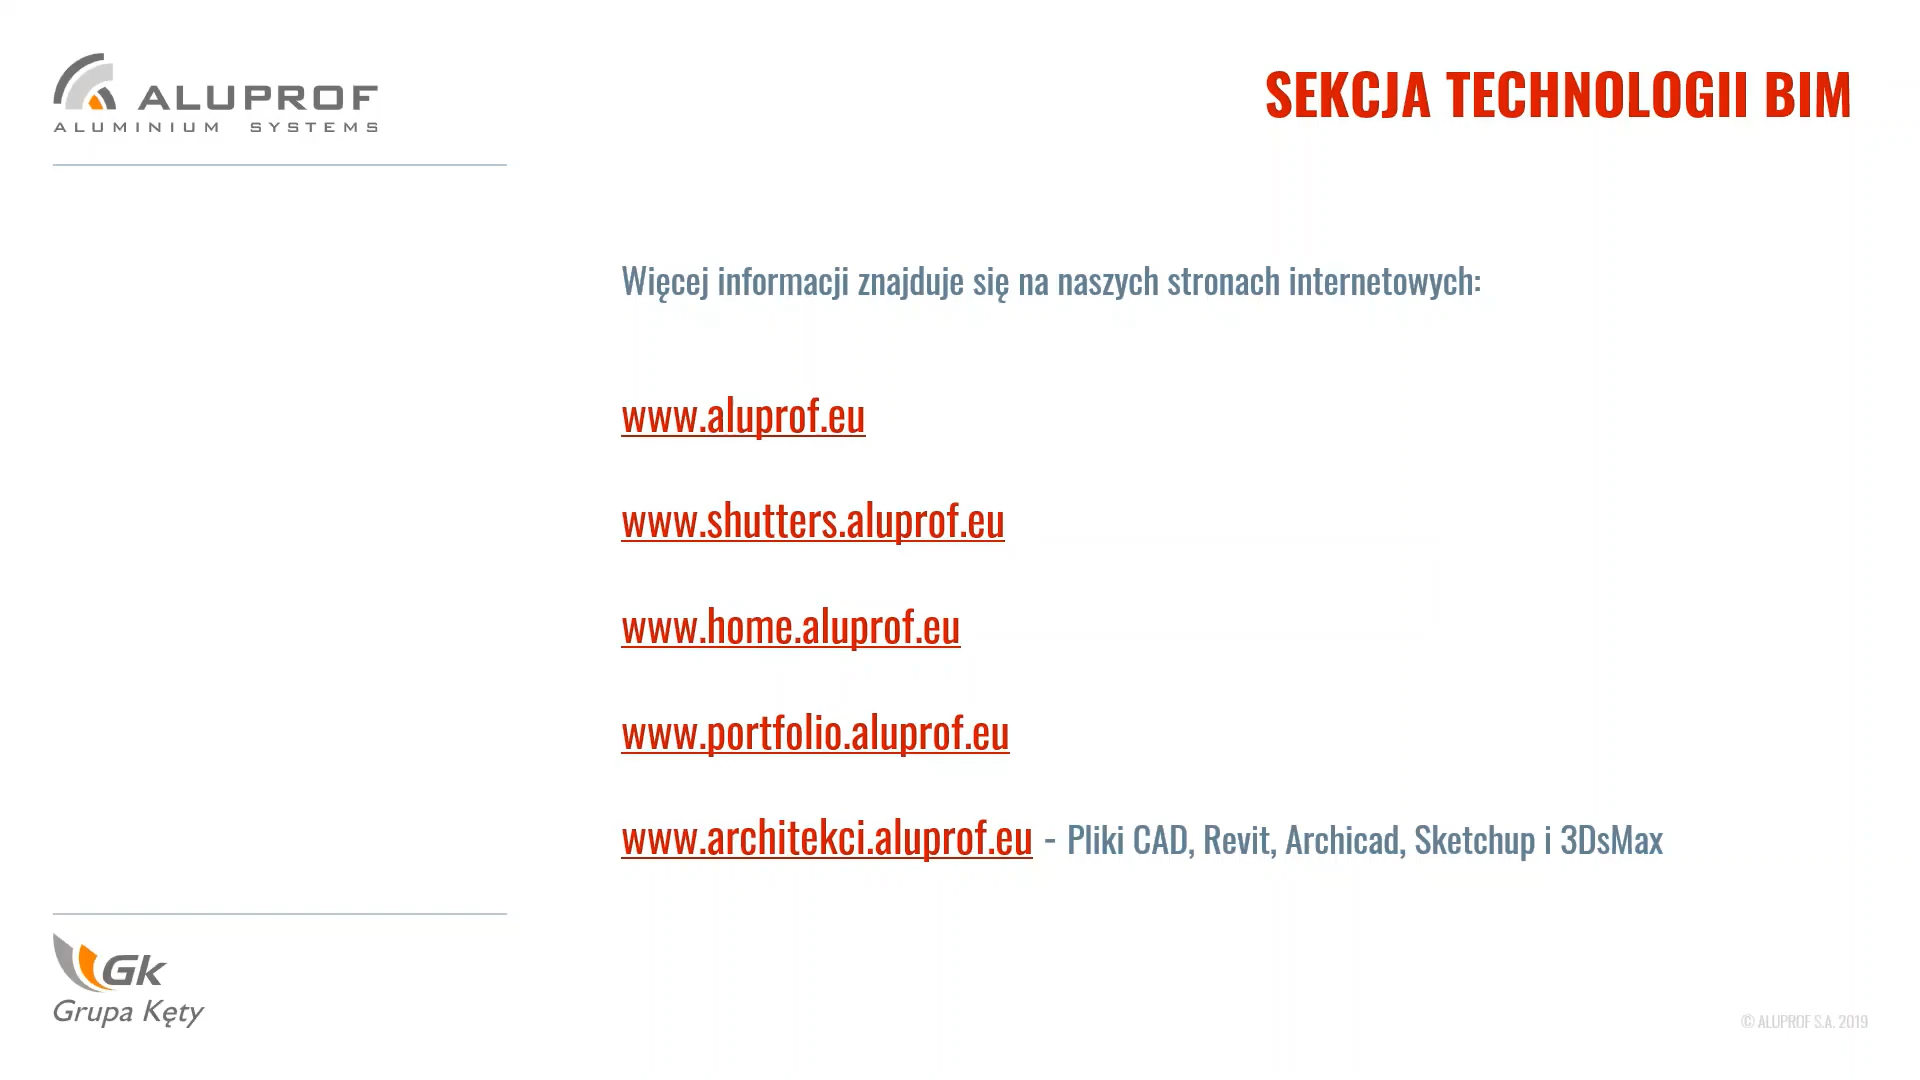 ALUPROF
ALUMINIUM SYSTEMS
SEKCJA TECHNOLOGII BIM
Więcej informacji znajduje się na naszych stronach internetowych:
www.aluprof.eu
www.shutters.aluprof.eu
www.home.aluprof.eu
www.portfolio.aluprof.eu
www.architekci.aluprof.eu - Pliki CAD, Revit, Archicad, Sketchup i 3DsMax
Gk
Grupa Kęty
© ALUPROF S.A. 2019